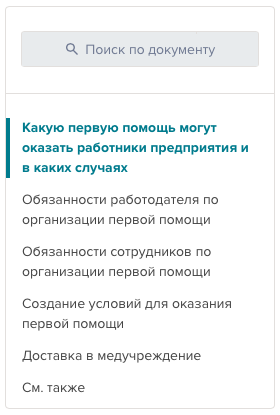 Поиск по документу
Какую первую помощь могут
оказать работники предприятия и
в каких случаях
Обязанности работодателя по
организации первой помощи
Обязанности сотрудников по
организации первой помощи
Создание условий для оказания
первой помощи
Доставка в медучреждение
См. также